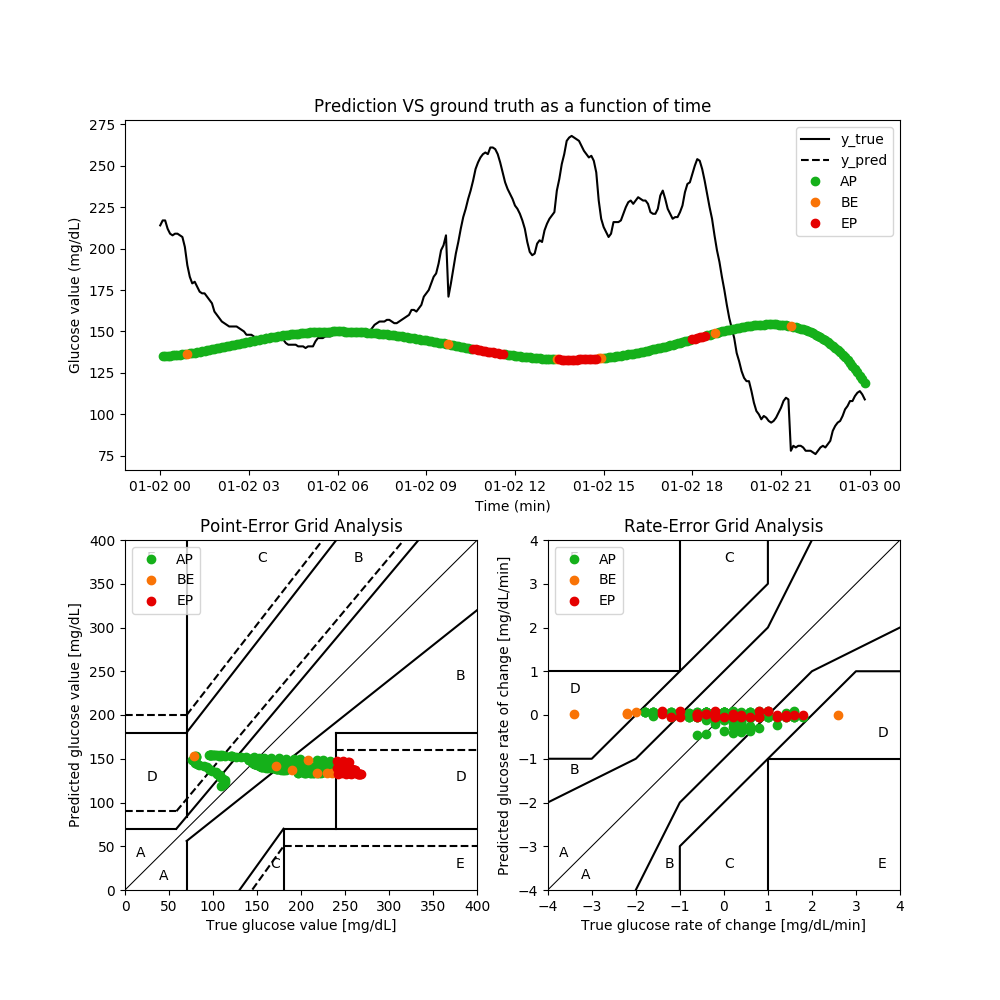 Prediction VS ground truth as a function of time
Glucose value (mg/dL)
275
250
225
200
175
150
125
100
75
y_true
y_pred
AP
BE
EP
01-02 00 01-02 03 01-02 06 01-02 09 01-02 12 01-02 15 01-02 18 01-02 21 01-03 00
Time (min)
Point-Error Grid Analysis
Predicted glucose value [mg/dl]
400
350
300
250
200
150
100
50
0
AP
BE
EP
C
B
B
D
D
A
A
C
E
0 50 100 150 200 250 300 350 400
True glucose value [mg/dL]
Rate-Error Grid Analysis
Predicted glucose rate of change [mg/dL/min]
4
3
2
1
0
−1
−2
−3
−4
AP
BE
EP
C
D
D
B
A
A
B
C
E
−4 −3 −2 −1 0 1 2 3 4
True glucose rate of change [mg/dL/min]